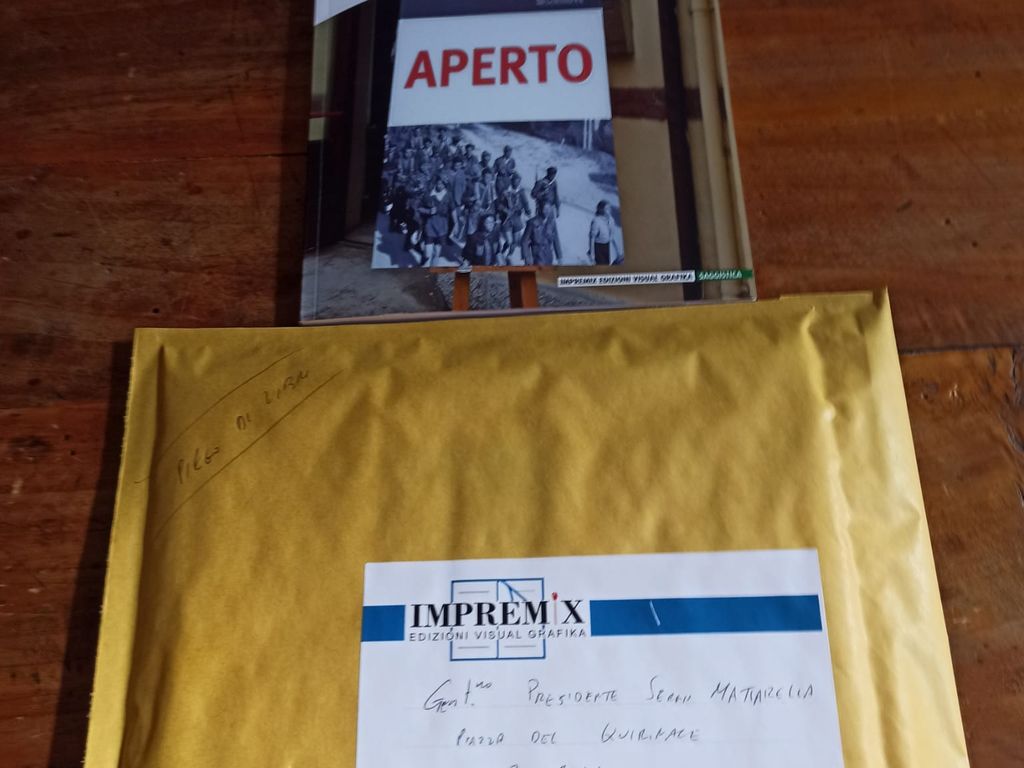 APERTO
IMPREMIX EDIZIONI VISUAL GRAFIKA SAGGISTICA
PIEGO DI LIBRI
IMPREMIX
EDIZIONI VISUAL GRAFIKA
Gent.mo PRESIDENTE SERGIO MATTARELLA
PIAZZA DEL QUIRINALE